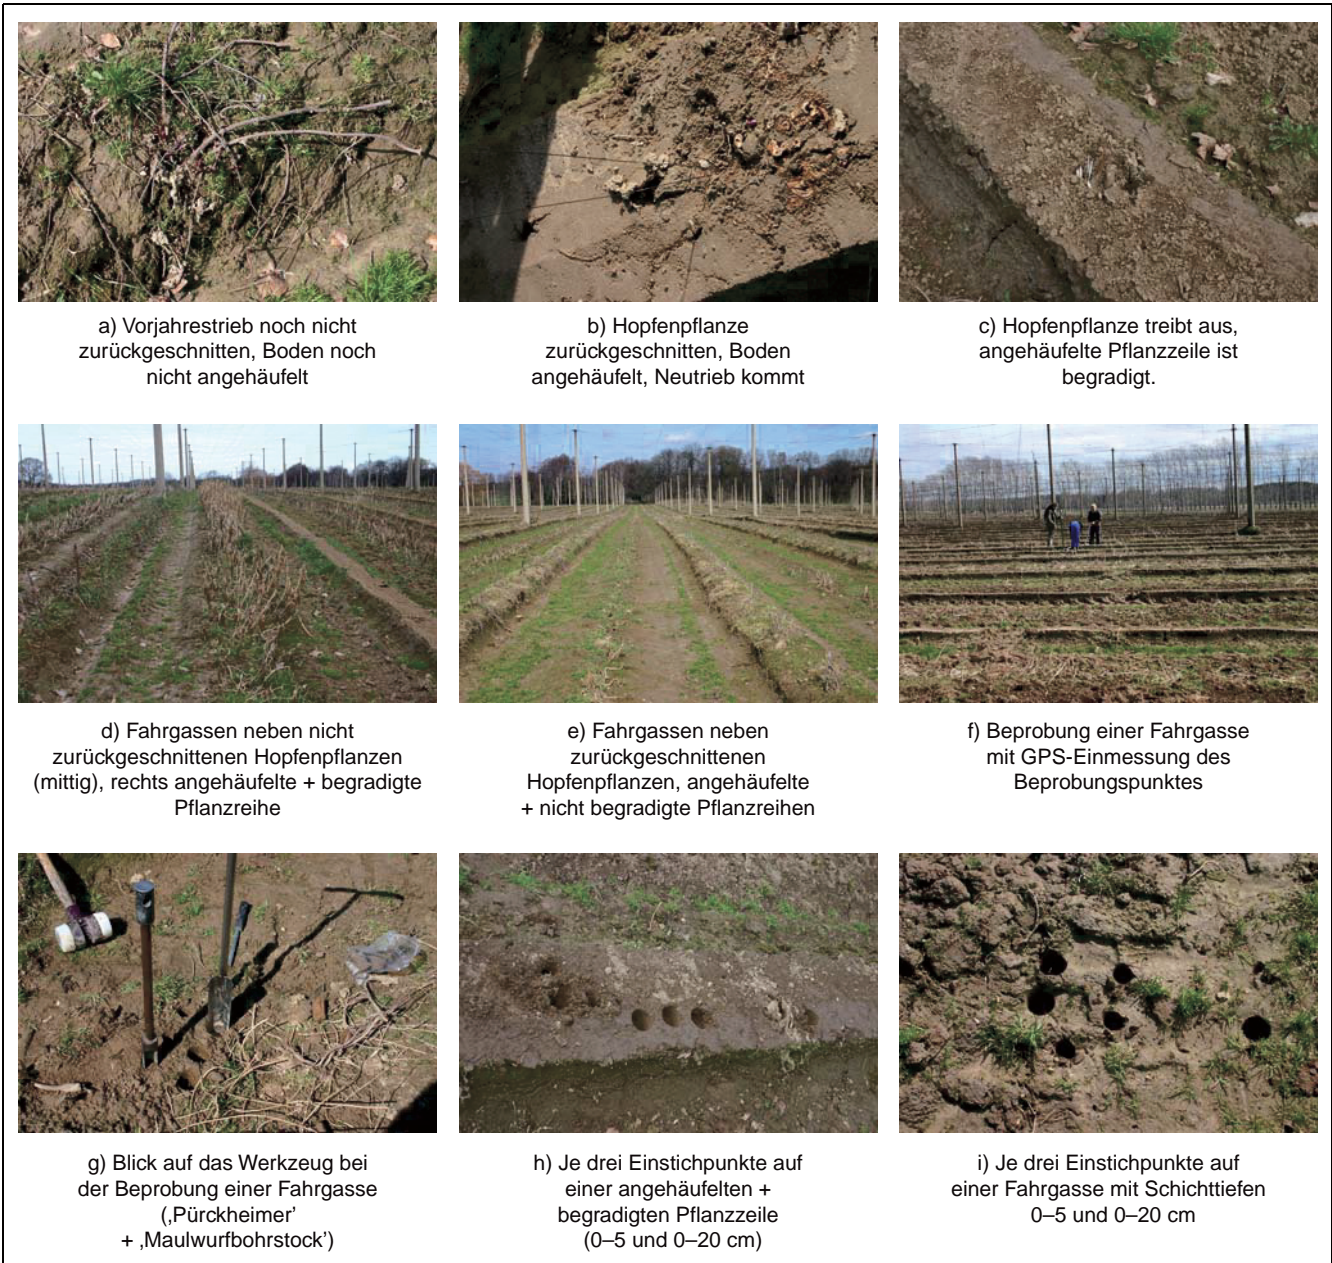 a) Vorjahrestrieb noch nicht
zurückgeschnitten, Boden noch
nicht angehäufelt
b) Hopfenpflanze
zurückgeschnitten, Boden
angehäufelt, Neutrieb kommt
c) Hopfenpflanze treibt aus,
angehäufelte Pflanzzeile ist
begradigt.
d) Fahrgassen neben nicht
zurückgeschnittenen Hopfenpflanzen
(mittig), rechts angehäufelte + begradigte
Pflanzreihe
e) Fahrgassen neben
zurückgeschnittenen
Hopfenpflanzen, angehäufelte
+ nicht begradigte Pflanzreihen
f) Beprobung einer Fahrgasse
mit GPS-Einmessung des
Beprobungspunktes
g) Blick auf das Werkzeug bei
der Beprobung einer Fahrgasse
(‚Pürckheimer’
+ ‚Maulwurfbohrstock’)
h) Je drei Einstichpunkte auf
einer angehäufelten +
begradigten Pflanzzeile
(0–5 und 0–20 cm)
i) Je drei Einstichpunkte auf
einer Fahrgasse mit Schichttiefen
0–5 und 0–20 cm